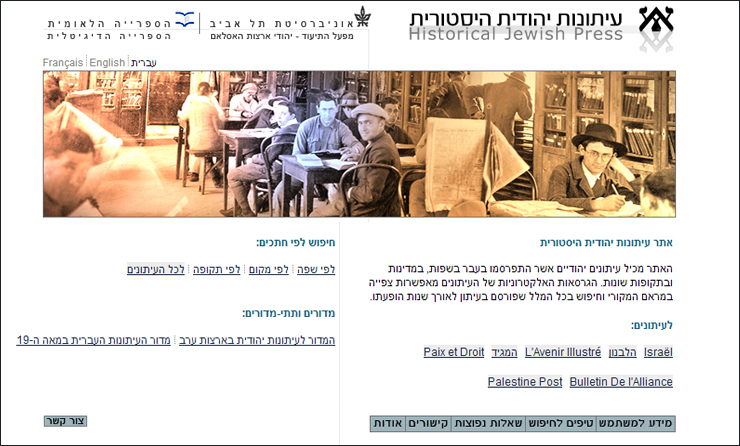 עיתונות יהודית היסטורית
Historical Jewish Press
אוניברסיטת תל אביב
מפעל התיעוד - יהודי ארצות האסלאם
הספרייה הלאומית
הספרייה הדיגיטלית
עברית | English | Français
אתר עיתונות יהודית היסטורית
האתר מכיל עיתונים יהודיים אשר התפרסמו בעבר בשפות, במדינות
ובתקופות שונות. הגרסאות האלקטרוניות של העיתונים מאפשרות צפייה
במראם המקורי וחיפוש בכל המלל שפורסם בעיתון לאורך שנות הופעתו.
לעיתונים:
Israël הלבנון L'Avenir Illustré המגיד Paix et Droit
Bulletin De l'Alliance Palestine Post
חיפוש לפי חתכים:
לפי שפה | לפי מקום | לפי תקופה | לכל העיתונים
מדורים ותתי-מדורים:
המדור לעיתונות יהודית בארצות ערב | מדור העיתונות העברית במאה ה-19
מידע למשתמש | טיפים לחיפוש | שאלות נפוצות | קישורים | אודות
צור קשר